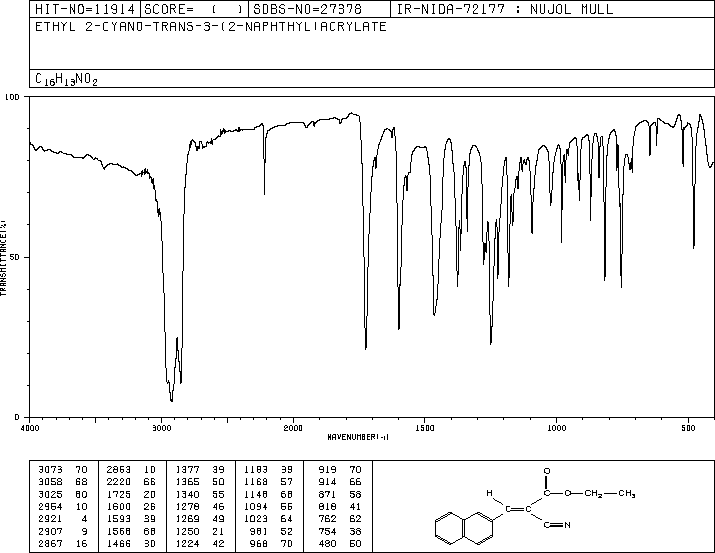 HIT-NO=11914 SCORE= ( ) SDBS-NO=27378 IR-NIDA-72177 : NUJOL MULL
ETHYL 2-CYANO-TRANS-3-(2-NAPHTHYL)ACRYLATE
C16H13NO2
100
50
0
TRANSMITTANCE(%)
4000 3000 2000 1500 1000 500
WAVENUMBER(-1)
3073 70 2853 10 1377 39 1183 39 919 70
3058 68 2220 66 1365 50 1168 57 914 66
3025 60 1725 20 1340 55 1148 68 871 58
2954 10 1600 26 1278 46 1094 55 818 41
2921 4 1593 39 1269 49 1023 64 762 62
2907 9 1568 68 1250 21 981 52 754 38
2867 16 1466 30 1224 42 968 70 480 50
O
H C O CH2 CH3
C C
C N